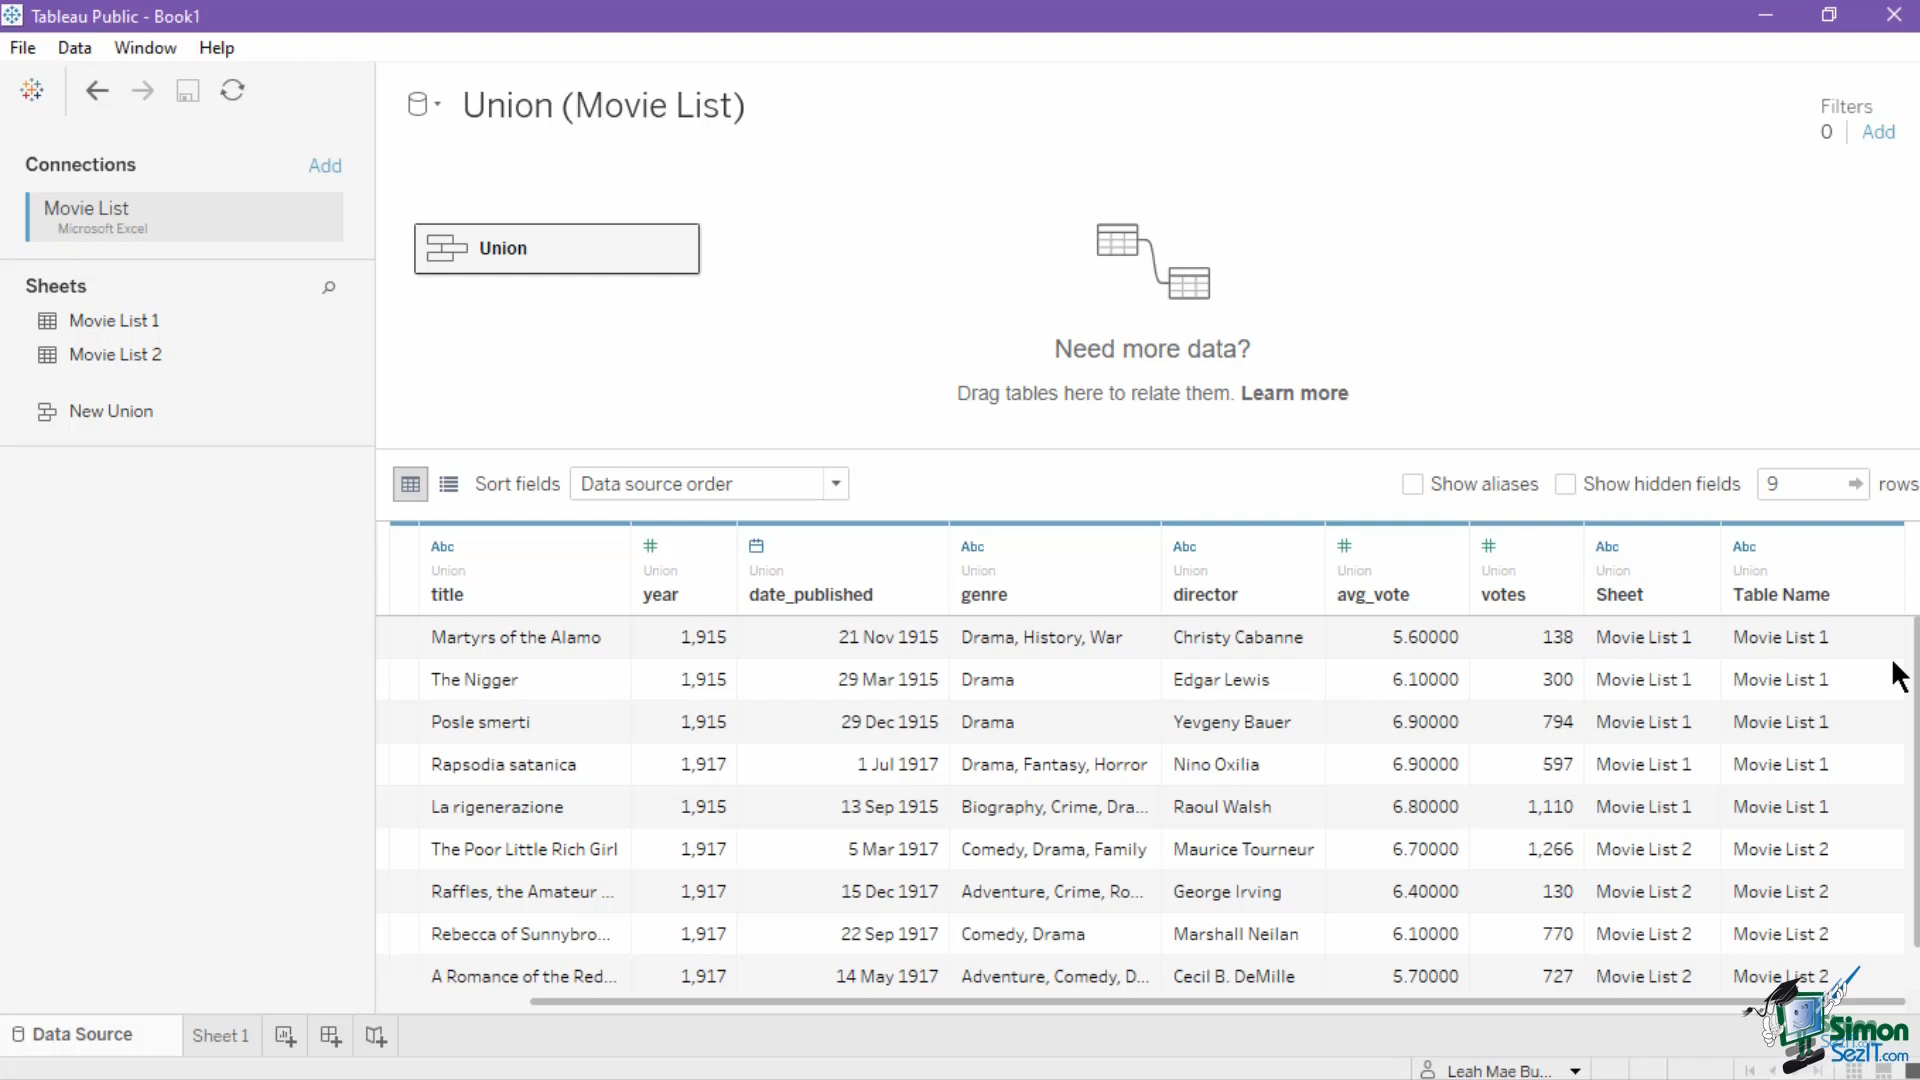 Tableau Public - Book1
File Data Window Help
Connections Add
Movie List
Microsoft Excel
Sheets
Movie List 1
Movie List 2
New Union
Union (Movie List)
Filters
0 Add
Union
Need more data?
Drag tables here to relate them. Learn more
Sort fields Data source order Show aliases Show hidden fields 9 rows
Abc # Abc Abc # # Abc Abc
Union Union Union Union Union Union Union Union Union
title year date_published genre director avg_vote votes Sheet Table Name
Martyrs of the Alamo 1,915 21 Nov 1915 Drama, History, War Christy Cabanne 5.60000 138 Movie List 1 Movie List 1
The Nigger 1,915 29 Mar 1915 Drama Edgar Lewis 6.10000 300 Movie List 1 Movie List 1
Posle smerti 1,915 29 Dec 1915 Drama Yevgeny Bauer 6.90000 794 Movie List 1 Movie List 1
Rapsodia satanica 1,917 1 Jul 1917 Drama, Fantasy, Horror Nino Oxilia 6.90000 597 Movie List 1 Movie List 1
La rigenerazione 1,915 13 Sep 1915 Biography, Crime, Dra... Raoul Walsh 6.80000 1,110 Movie List 1 Movie List 1
The Poor Little Rich Girl 1,917 5 Mar 1917 Comedy, Drama, Family Maurice Tourneur 6.70000 1,266 Movie List 2 Movie List 2
Raffles, the Amateur ... 1,917 15 Dec 1917 Adventure, Crime, Ro... George Irving 6.40000 130 Movie List 2 Movie List 2
Rebecca of Sunnybro... 1,917 22 Sep 1917 Comedy, Drama Marshall Neilan 6.10000 770 Movie List 2 Movie List 2
A Romance of the Red... 1,917 14 May 1917 Adventure, Comedy, D... Cecil B. DeMille 5.70000 727 Movie List 2 Movie List 2
Data Source Sheet 1
Leah Mae Bu...
Simon
SezIT.com